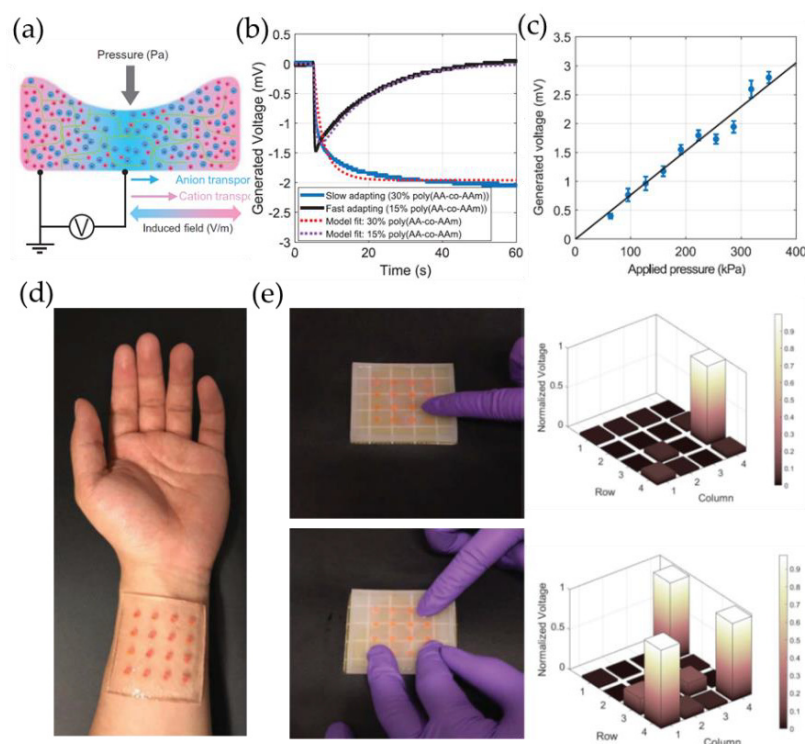 (a)
Pressure (Pa)
Anion transpor
Cation transpo
Induced field (V/m)
V
(b)
Generated Voltage (mV)
0.5
0
-0.5
-1
-1.5
-2
-2.5
-3
Slow adapting (30% poly(AA-co-AAm))
Fast adapting (15% poly(AA-co-AAm))
Model fit: 30% poly(AA-co-AAm)
Model fit: 15% poly(AA-co-AAm)
0 20 40 60
Time (s)
(c)
Generated voltage (mV)
3.5
3
2.5
2
1.5
1
0.5
0
0 100 200 300 400
Applied pressure (kPa)
(d)
(e)
Normalized Voltage
1
0.5
0
1 2 3 4
Row
1 2 3 4
Column
0.9
0.8
0.7
0.6
0.5
0.4
0.3
0.2
0.1
0
Normalized Voltage
1
0.5
0
1 2 3 4
Row
1 2 3 4
Column
0.9
0.8
0.7
0.6
0.5
0.4
0.3
0.2
0.1
0